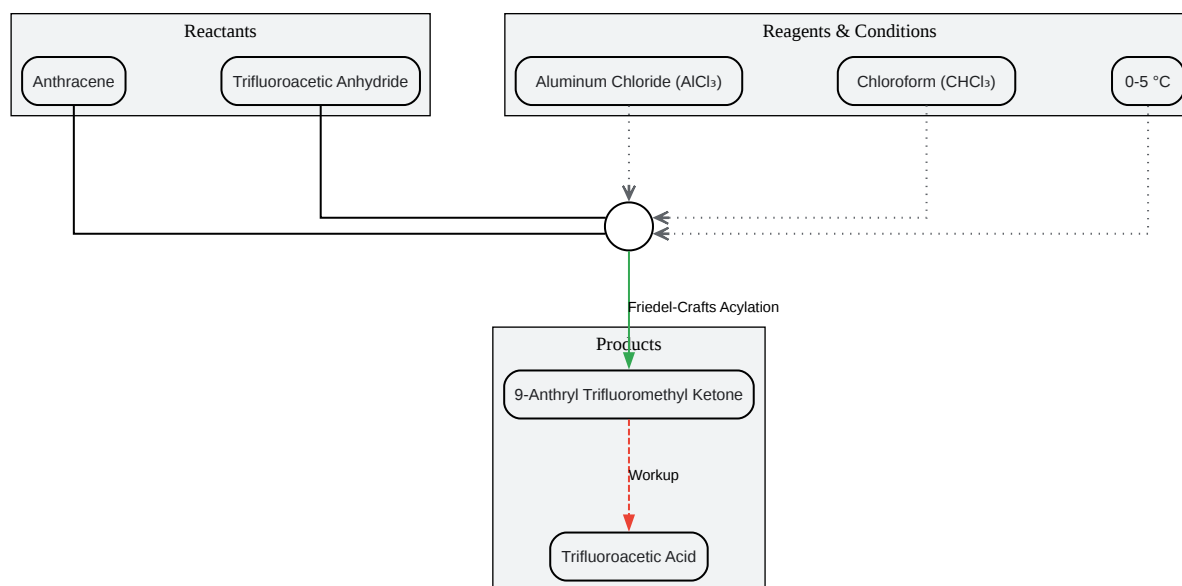 Reactants
Reagents & Conditions
Anthracene
Trifluoroacetic Anhydride
Aluminum Chloride (AlCl₃)
Chloroform (CHCl₃)
0-5 °C
Friedel-Crafts Acylation
Products
9-Anthryl Trifluoromethyl Ketone
Workup
Trifluoroacetic Acid